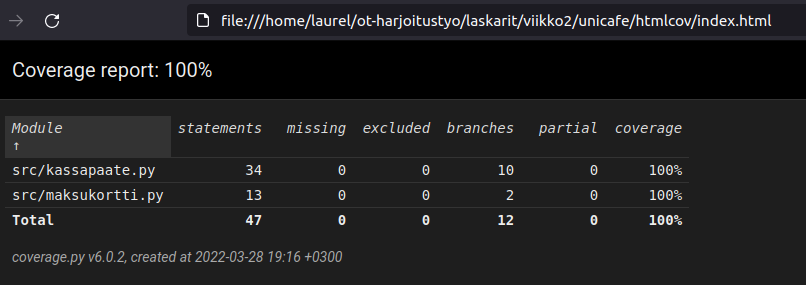 file:///home/laurel/ot-harjoitustyo/laskarit/viikko2/unicafe/htmlcov/index.html
Coverage report: 100%
Module ↑ statements missing excluded branches partial coverage
src/kassapaate.py 34 0 0 10 0 100%
src/maksukortti.py 13 0 0 2 0 100%
Total 47 0 0 12 0 100%
coverage.py v6.0.2, created at 2022-03-28 19:16 +0300